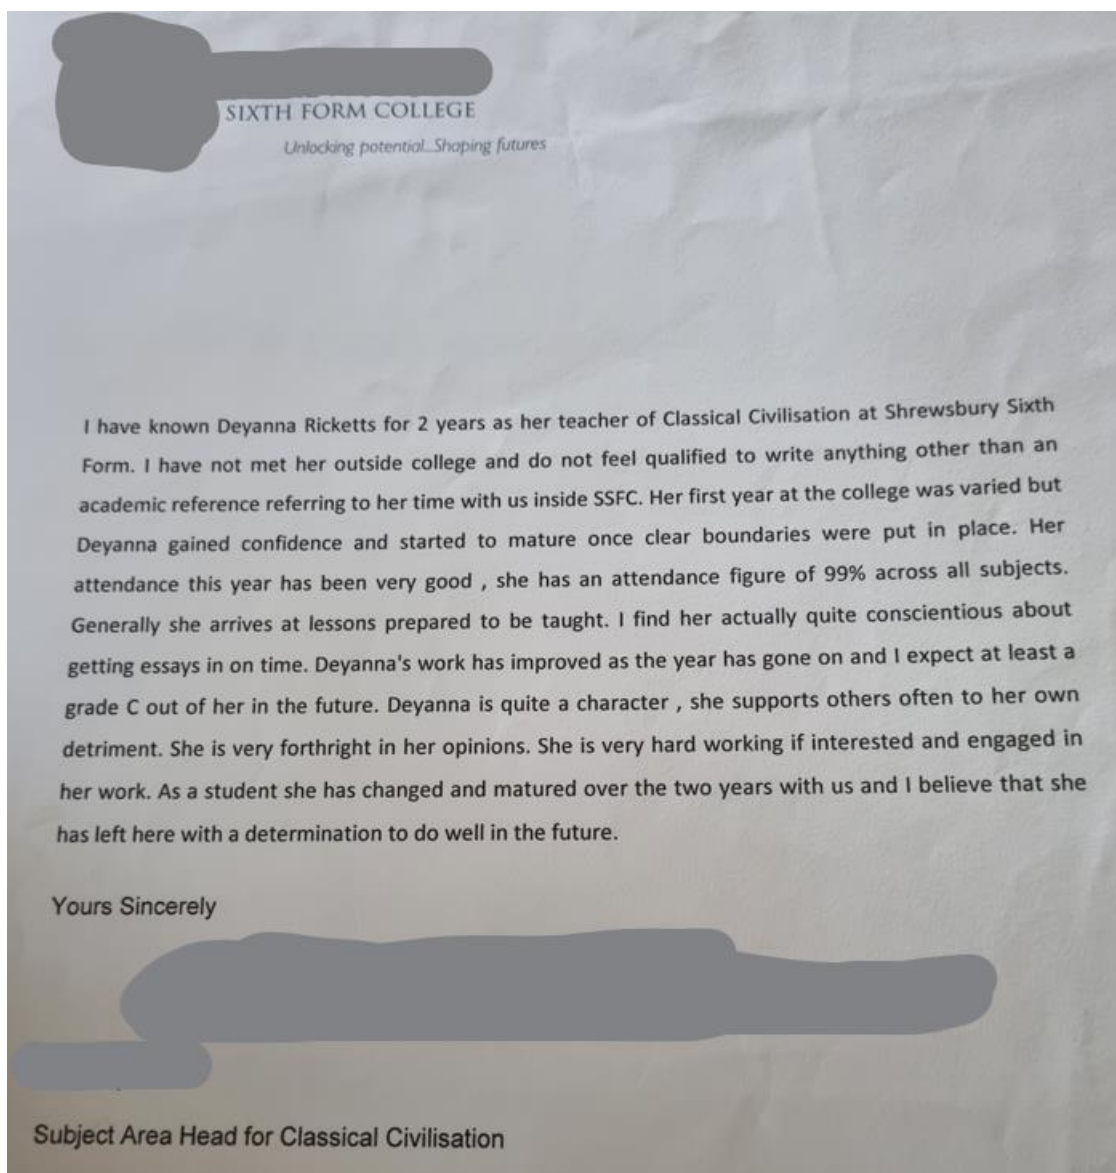 SIXTH FORM COLLEGE
Unlocking potential...Shaping futures
I have known Deyanna Ricketts for 2 years as her teacher of Classical Civilisation at Shrewsbury Sixth
Form. I have not met her outside college and do not feel qualified to write anything other than an
academic reference referring to her time with us inside SSFC. Her first year at the college was varied but
Deyanna gained confidence and started to mature once clear boundaries were put in place. Her
attendance this year has been very good , she has an attendance figure of 99% across all subjects.
Generally she arrives at lessons prepared to be taught. I find her actually quite conscientious about
getting essays in on time. Deyanna's work has improved as the year has gone on and I expect at least a
grade C out of her in the future. Deyanna is quite a character , she supports others often to her own
detriment. She is very forthright in her opinions. She is very hard working if interested and engaged in
her work. As a student she has changed and matured over the two years with us and I believe that she
has left here with a determination to do well in the future.
Yours Sincerely
Subject Area Head for Classical Civilisation